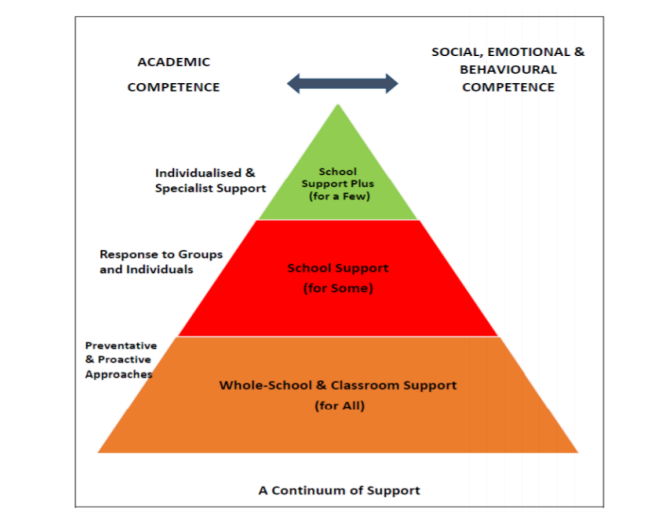 ACADEMIC
COMPETENCE
SOCIAL, EMOTIONAL &
BEHAVIOURAL
COMPETENCE
Individualised &
Specialist Support
School
Support Plus
(for a Few)
Response to Groups
and Individuals
School Support
(for Some)
Preventative
& Proactive
Approaches
Whole-School & Classroom Support
(for All)
A Continuum of Support